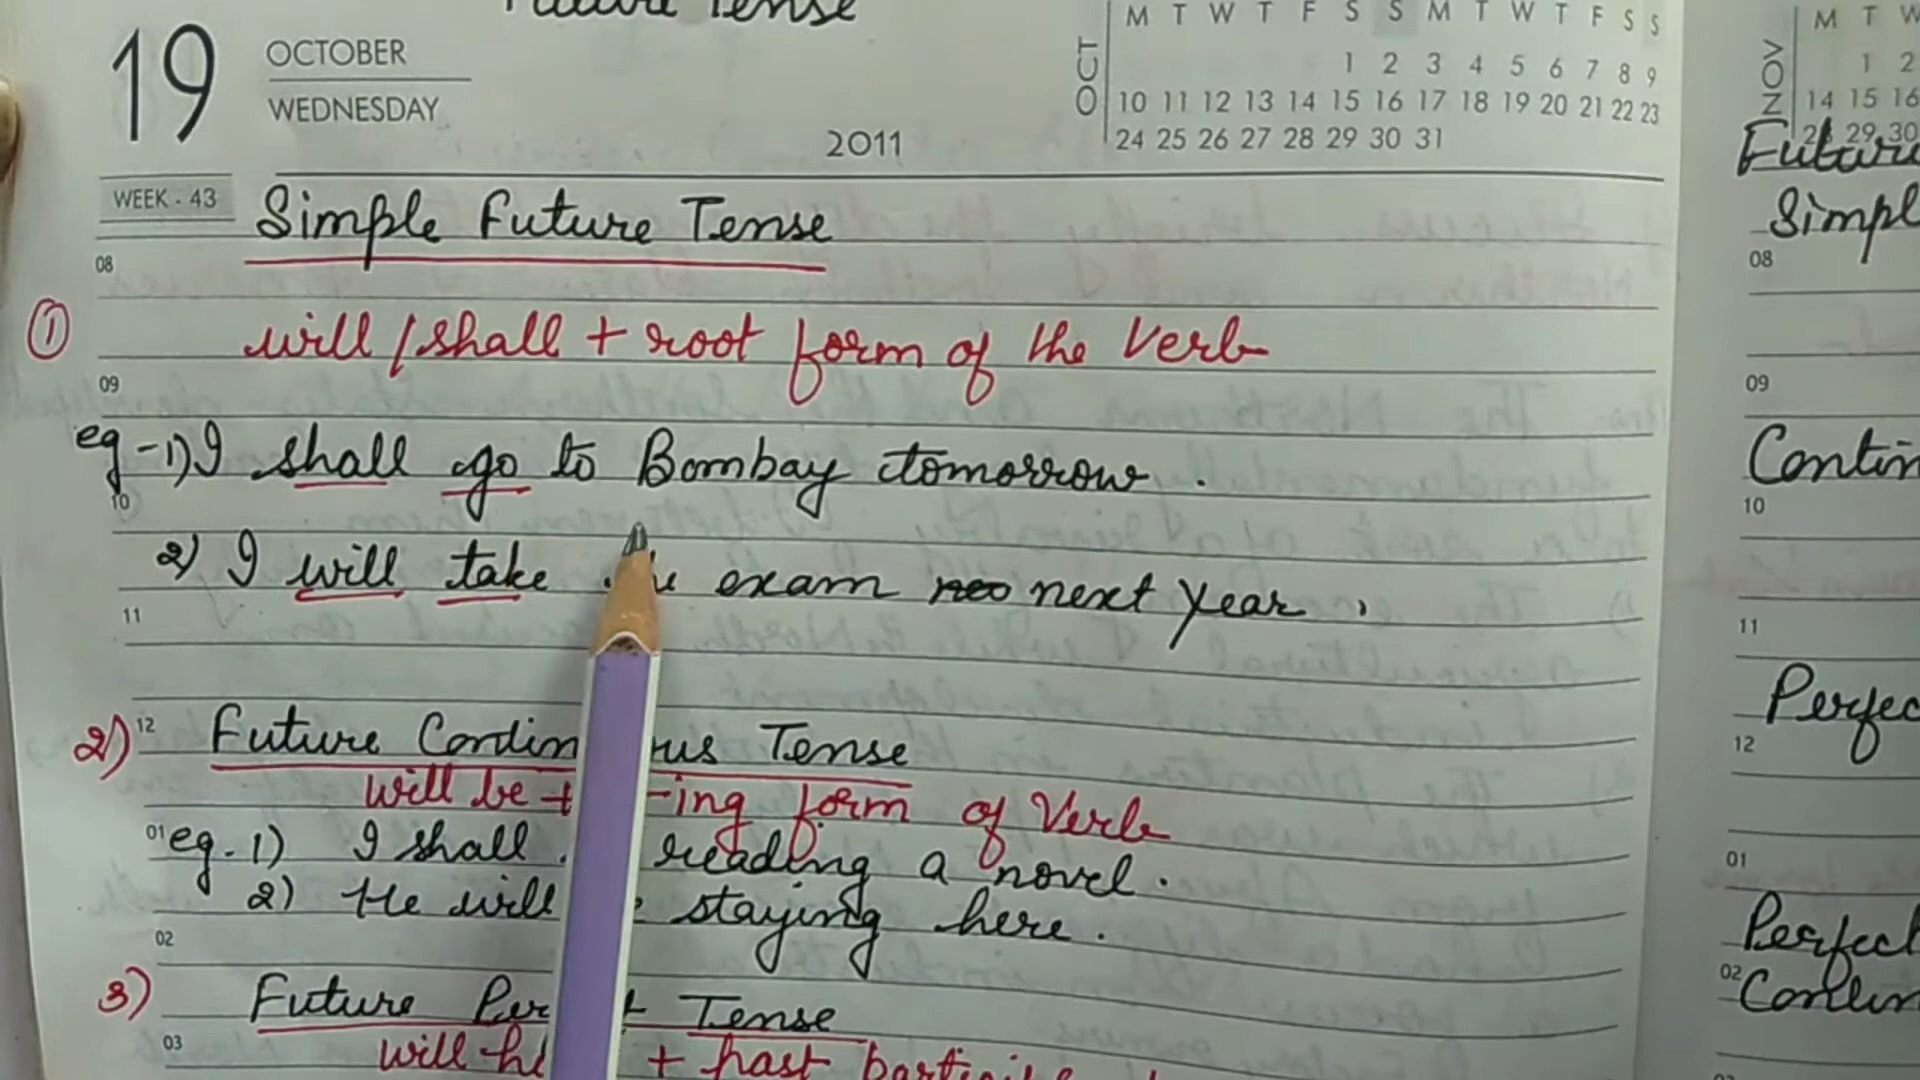 Future Tense
19 OCTOBER
WEDNESDAY
2011
OCT
M T W T F S S M T W T F S S
1 2 3 4 5 6 7 8 9
10 11 12 13 14 15 16 17 18 19 20 21 22 23
24 25 26 27 28 29 30 31
WEEK - 43
Simple Future Tense
08
① will / shall + root form of the Verb
09
eg - 1) I shall go to Bombay tomorrow.
10
2) I will take exam next year.
11
12
2) Future Tense
will be + -ing form of Verb
01
eg. 1) I shall reading a novel.
2) He will staying here.
02
3) Future Tense
03
will + past
NOV
M T W
1 2
14 15 16
29 30
Simpl
08
09
Contin
10
11
Perfec
12
01
Perfect
02
Contin